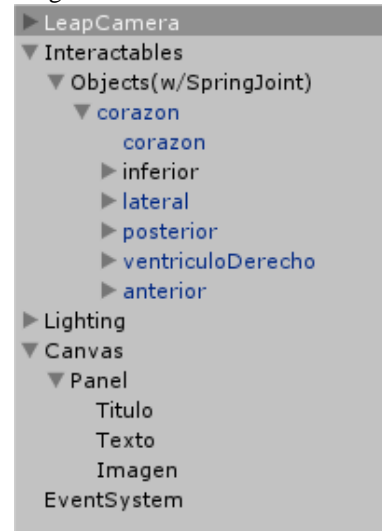 LeapCamera
Interactables
Objects(w/SpringJoint)
corazon
corazon
inferior
lateral
posterior
ventriculoDerecho
anterior
Lighting
Canvas
Panel
Titulo
Texto
Imagen
EventSystem